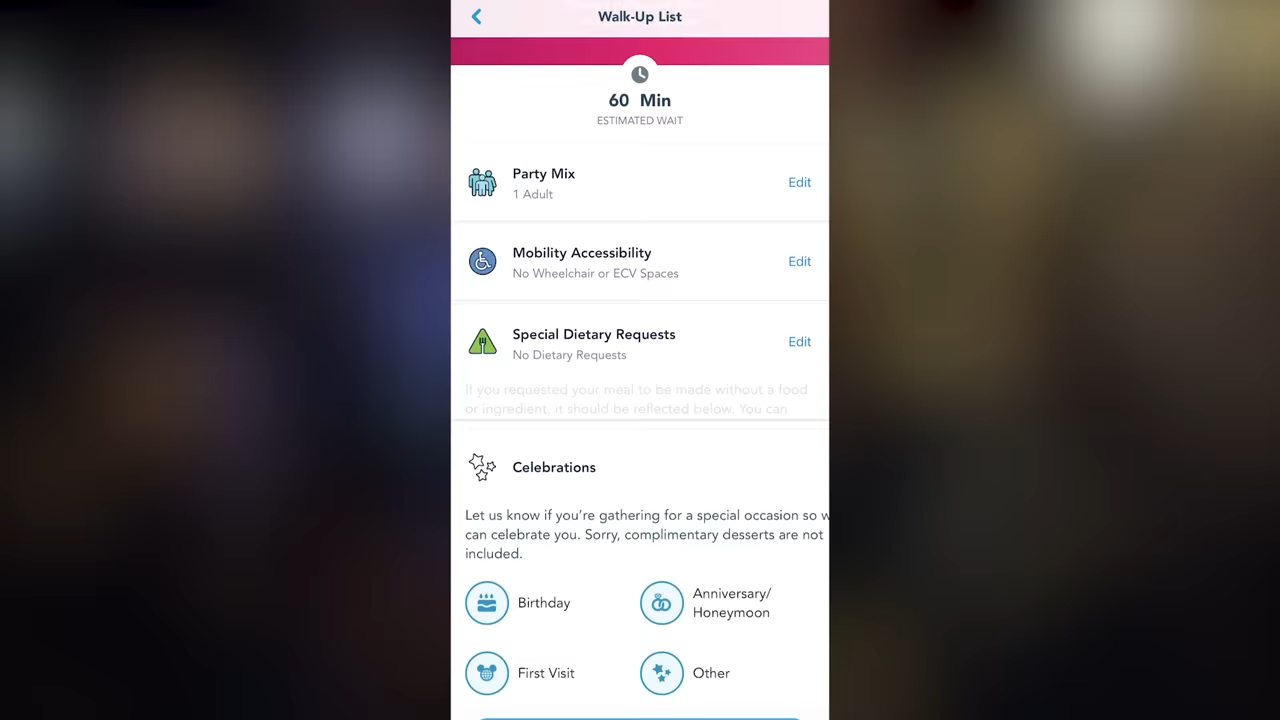 Walk-Up List
60 Min
ESTIMATED WAIT
Party Mix
1 Adult
Edit
Mobility Accessibility
No Wheelchair or ECV Spaces
Edit
Special Dietary Requests
No Dietary Requests
Edit
If you requested your meal to be made without a food
or ingredient, it should be reflected below. You can
Celebrations
Let us know if you're gathering for a special occasion so w
can celebrate you. Sorry, complimentary desserts are not
included.
Birthday
Anniversary/
Honeymoon
First Visit
Other